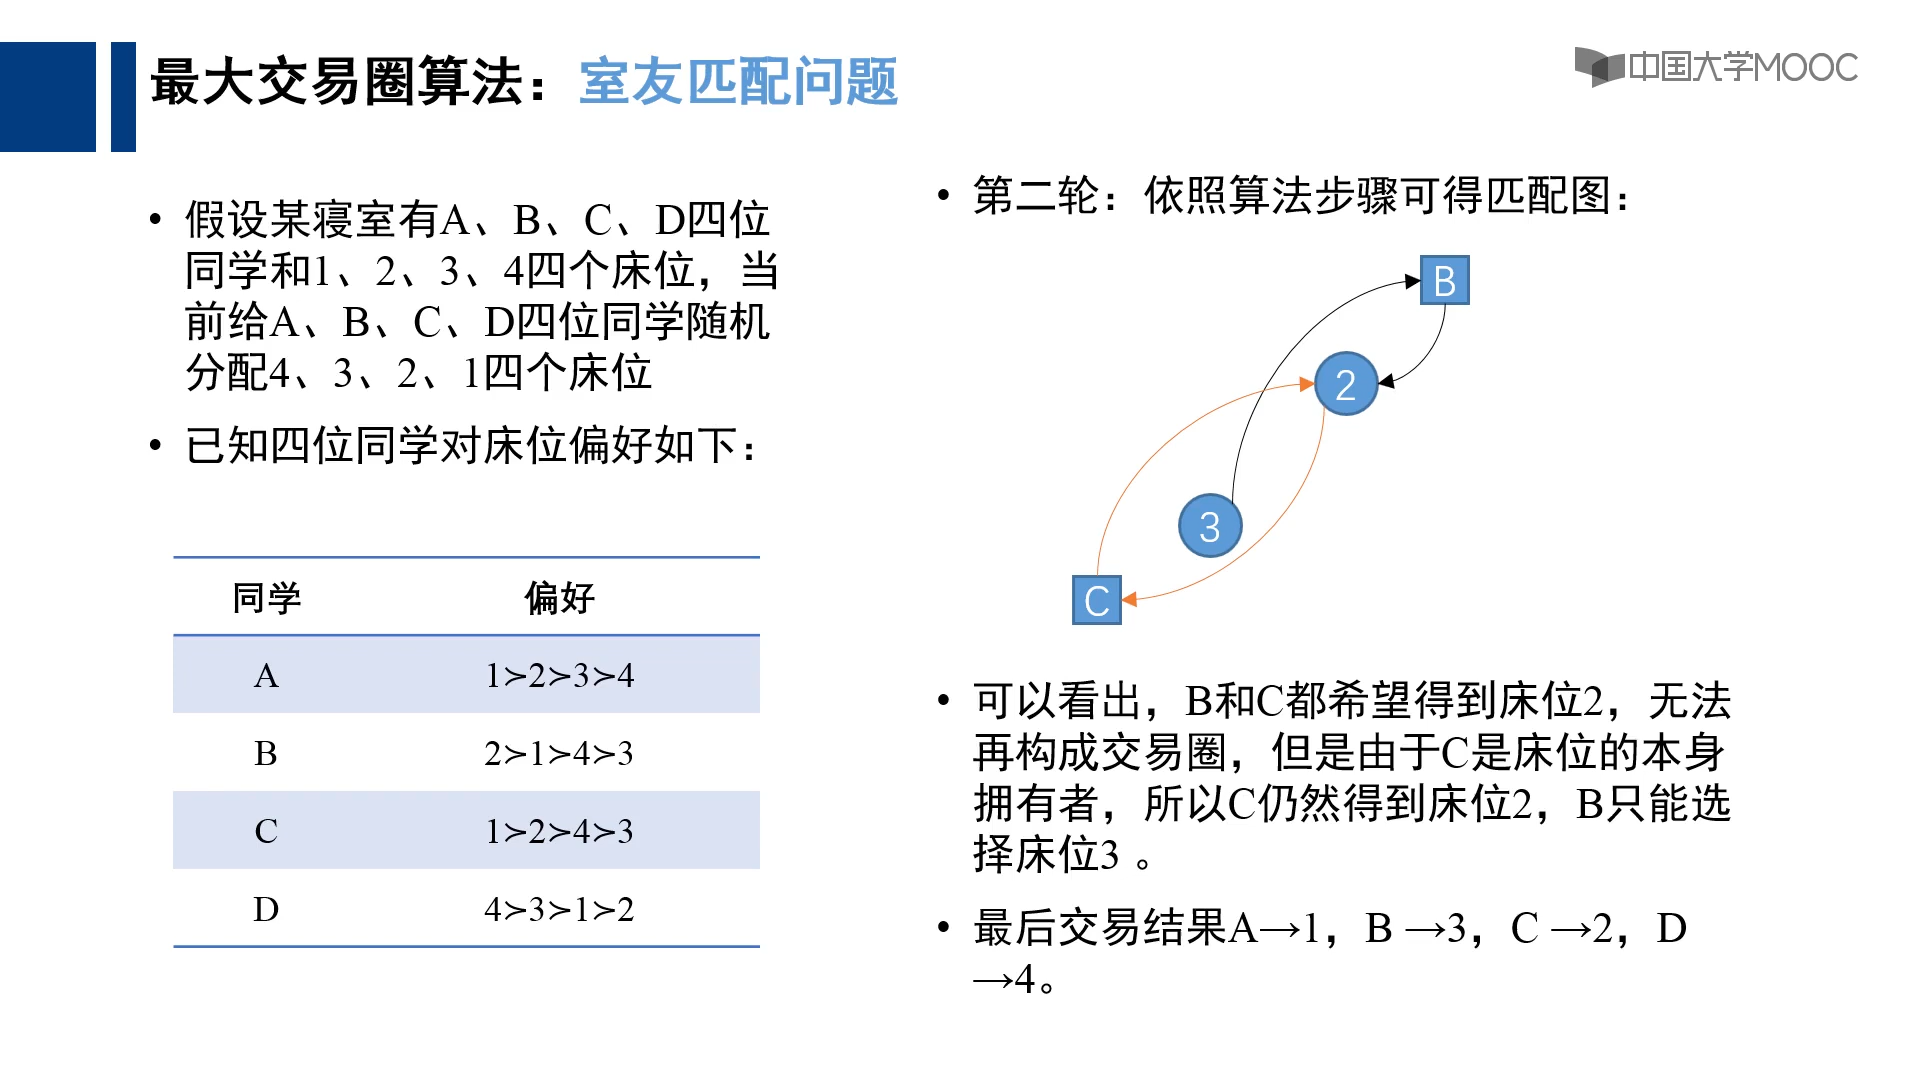 最大交易圈算法：室友匹配问题
中国大学MOOC
• 假设某寝室有A、B、C、D四位
同学和1、2、3、4四个床位，当
前给A、B、C、D四位同学随机
分配4、3、2、1四个床位
• 已知四位同学对床位偏好如下：
同学 偏好
A 1≻2≻3≻4
B 2≻1≻4≻3
C 1≻2≻4≻3
D 4≻3≻1≻2
• 第二轮：依照算法步骤可得匹配图：
B
2
3
C
• 可以看出，B和C都希望得到床位2，无法
再构成交易圈，但是由于C是床位的本身
拥有者，所以C仍然得到床位2，B只能选
择床位3 。
• 最后交易结果A→1，B →3，C →2，D
→4。